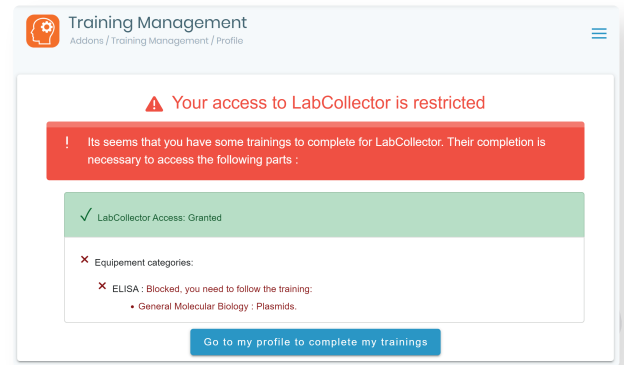 Training Management
Addons / Training Management / Profile
Your access to LabCollector is restricted
! Its seems that you have some trainings to complete for LabCollector. Their completion is
necessary to access the following parts :
LabCollector Access: Granted
Equipement categories:
ELISA : Blocked, you need to follow the training:
• General Molecular Biology : Plasmids.
Go to my profile to complete my trainings